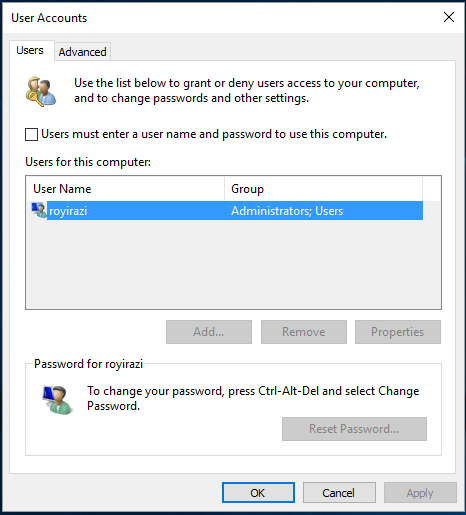 User Accounts
Users
Advanced
Use the list below to grant or deny users access to your computer,
and to change passwords and other settings.
Users must enter a user name and password to use this computer.
Users for this computer:
User Name Group
royirazi Administrators; Users
Add... Remove Properties
Password for royirazi
To change your password, press Ctrl-Alt-Del and select Change
Password.
Reset Password...
OK Cancel Apply